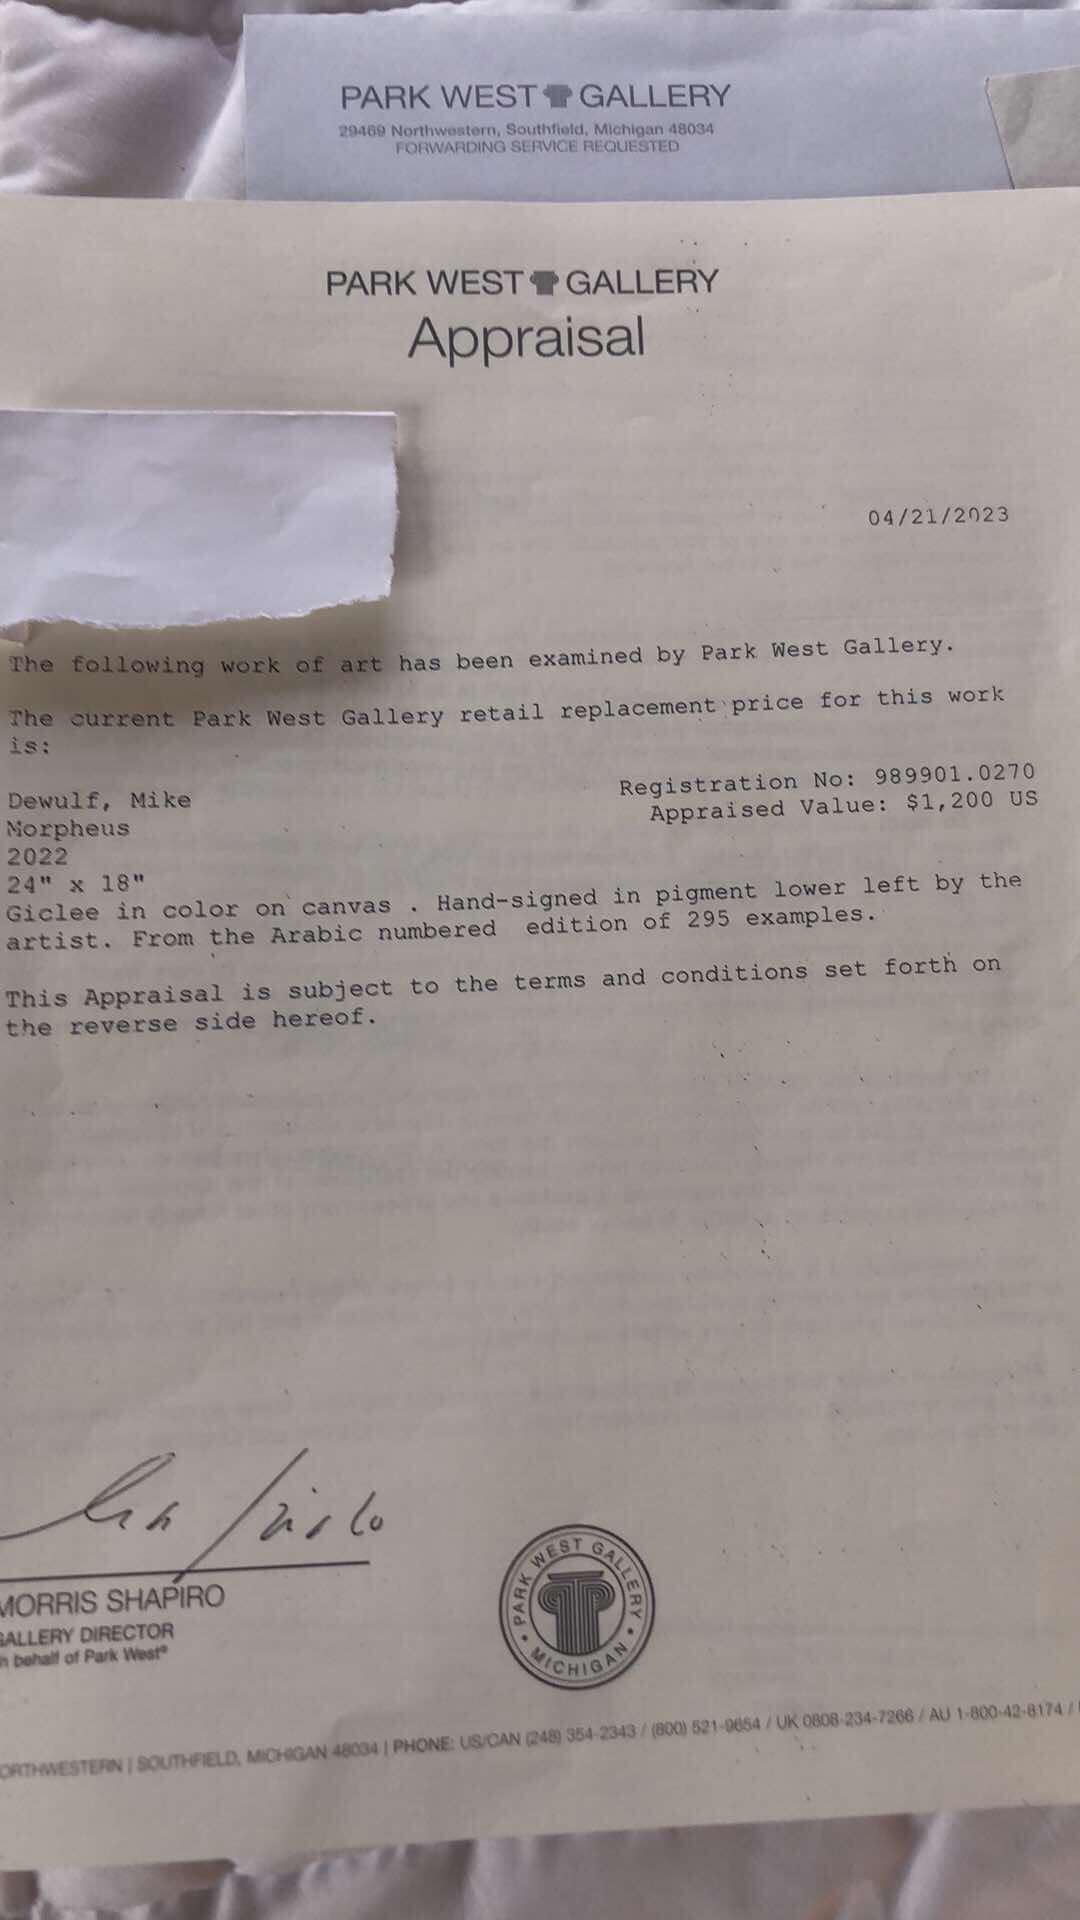 PARK WEST GALLERY
29469 Northwestern, Southfield, Michigan 48034
FORWARDING SERVICE REQUESTED
PARK WEST GALLERY
Appraisal
04/21/2023
The following work of art has been examined by Park West Gallery.
The current Park West Gallery retail replacement price for this work
is:
Registration No: 989901.0270
Appraised Value: $1,200 US
Dewulf, Mike
Morpheus
2022
24" x 18"
Giclee in color on canvas . Hand-signed in pigment lower left by the
artist. From the Arabic numbered edition of 295 examples.
This Appraisal is subject to the terms and conditions set forth on
the reverse side hereof.
MORRIS SHAPIRO
GALLERY DIRECTOR
n behalf of Park West®
PARK WEST GALLERY • MICHIGAN •
ORTHWESTERN | SOUTHFIELD, MICHIGAN 48034 | PHONE: US/CAN (248) 354-2343 / (800) 521-9654 / UK 0808-234-7266 / AU 1-800-42-8174 /